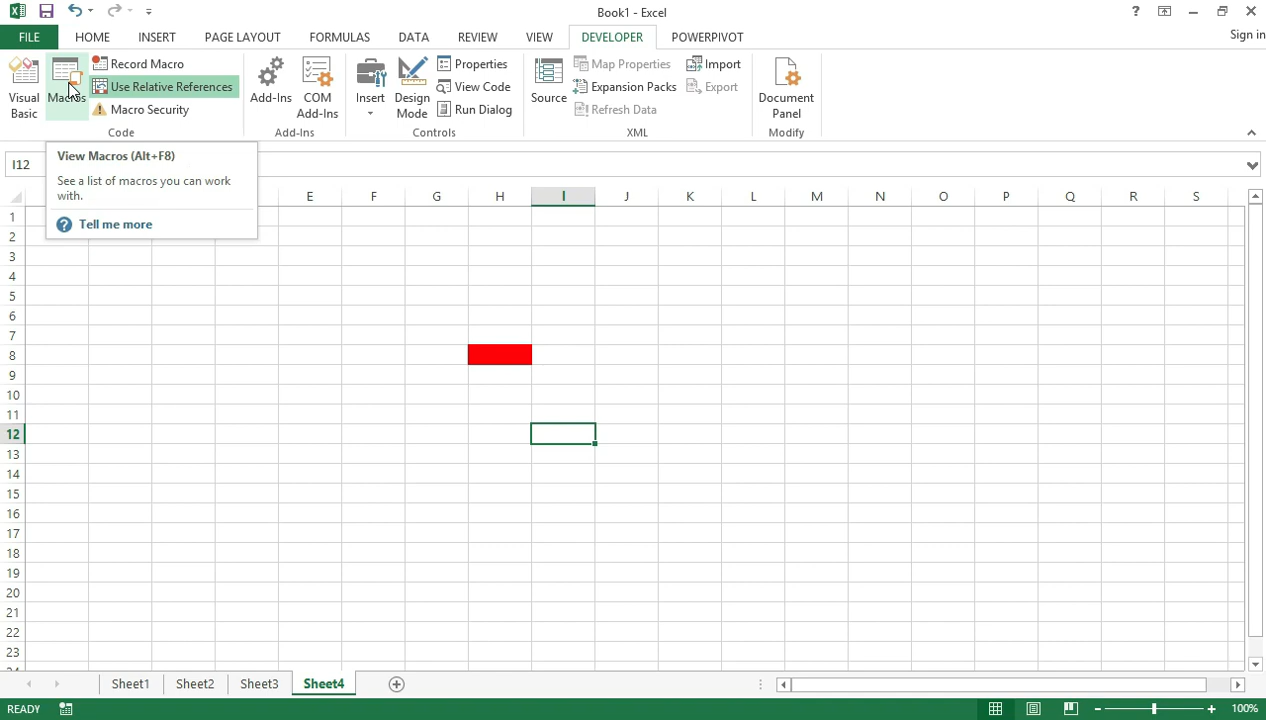 Book1 - Excel
? Sign in
FILE HOME INSERT PAGE LAYOUT FORMULAS DATA REVIEW VIEW DEVELOPER POWERPIVOT
Visual Basic
Macros
Record Macro
Use Relative References
Macro Security
Code
Add-Ins
COM Add-Ins
Add-Ins
Insert
Design Mode
Properties
View Code
Run Dialog
Controls
Source
Map Properties
Expansion Packs
Refresh Data
Import
Export
XML
Document Panel
Modify
I12
View Macros (Alt+F8)
See a list of macros you can work
with.
? Tell me more
E F G H I J K L M N O P Q R S
1
2
3
4
5
6
7
8
9
10
11
12
13
14
15
16
17
18
19
20
21
22
23
Sheet1 Sheet2 Sheet3 Sheet4
READY 100%